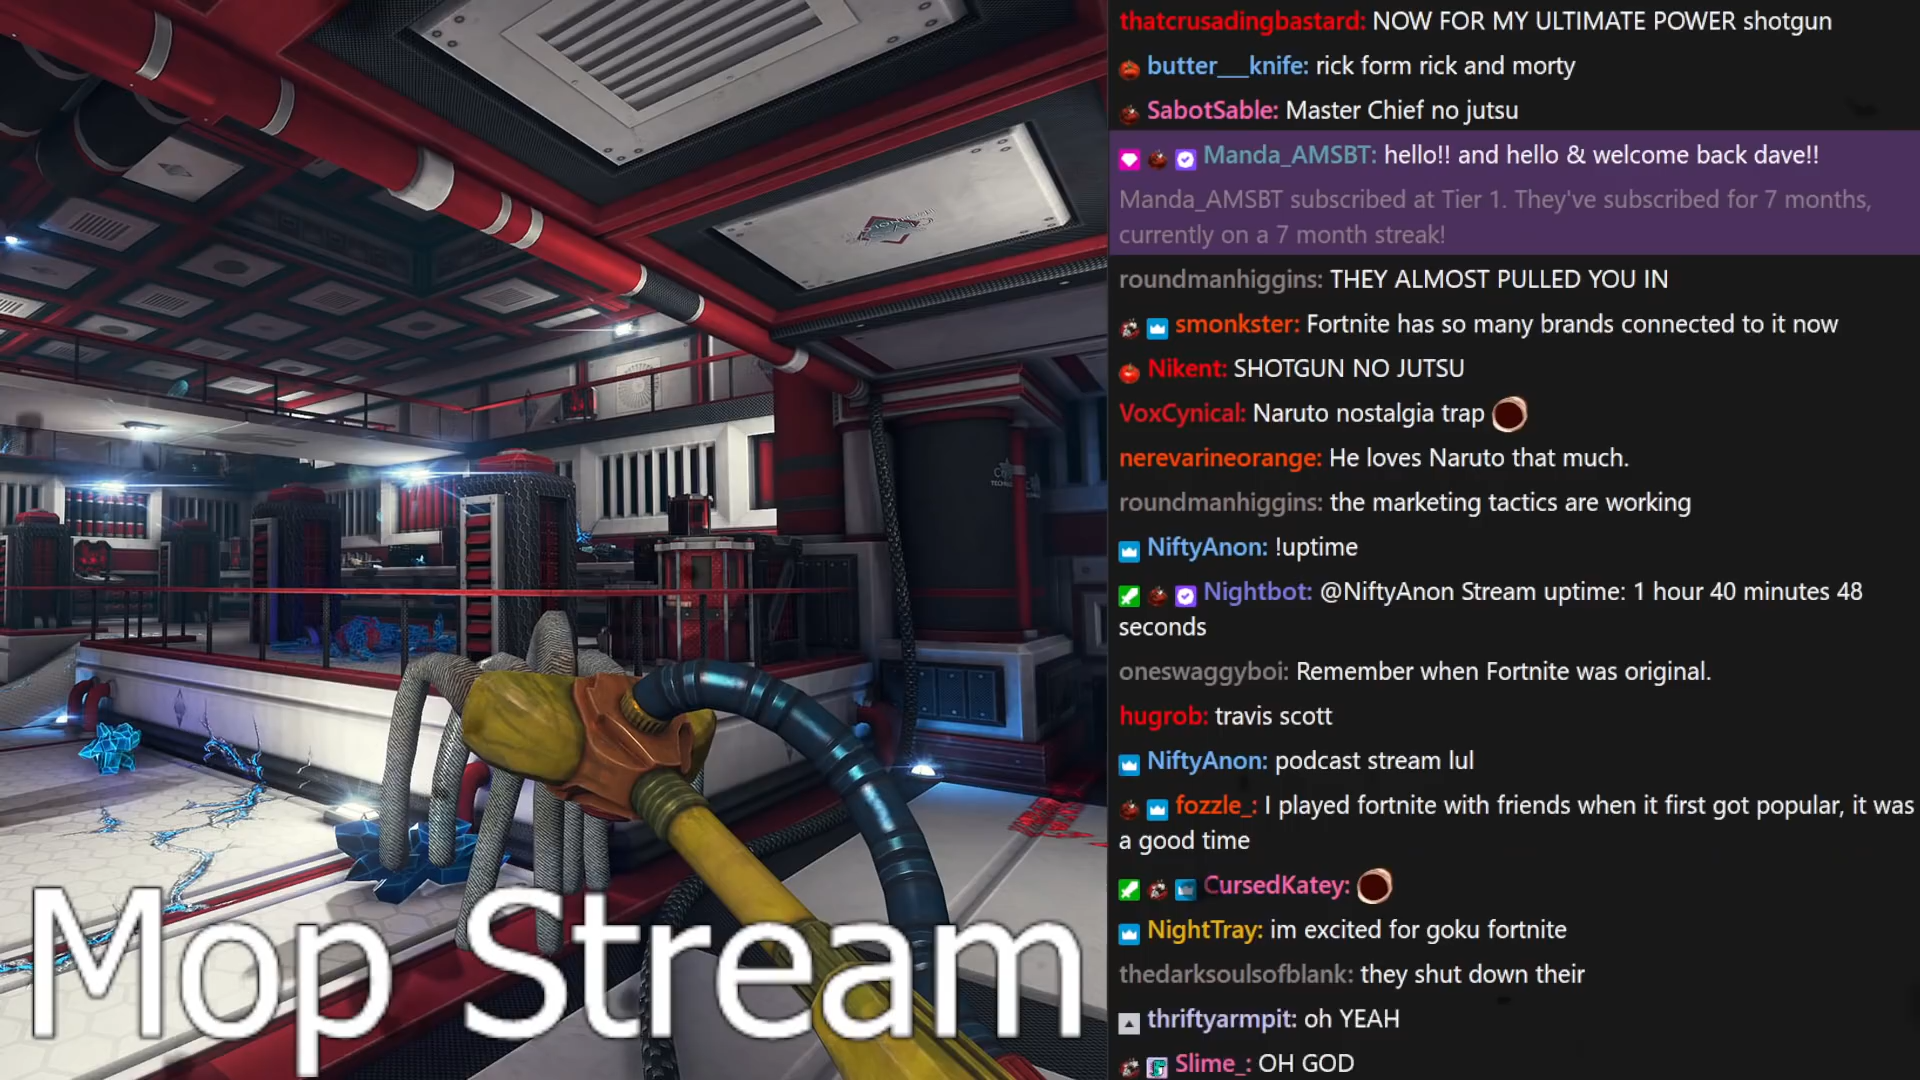 thatcrusadingbastard: NOW FOR MY ULTIMATE POWER shotgun
butter___knife: rick form rick and morty
SabotSable: Master Chief no jutsu
Manda_AMSBT: hello!! and hello & welcome back dave!!
Manda_AMSBT subscribed at Tier 1. They've subscribed for 7 months,
currently on a 7 month streak!
roundmanhiggins: THEY ALMOST PULLED YOU IN
smonkster: Fortnite has so many brands connected to it now
Nikent: SHOTGUN NO JUTSU
VoxCynical: Naruto nostalgia trap
nerevarineorange: He loves Naruto that much.
roundmanhiggins: the marketing tactics are working
NiftyAnon: !uptime
Nightbot: @NiftyAnon Stream uptime: 1 hour 40 minutes 48
seconds
oneswaggyboi: Remember when Fortnite was original.
hugrob: travis scott
NiftyAnon: podcast stream lul
fozzle_: I played fortnite with friends when it first got popular, it was
a good time
CursedKatey:
NightTray: im excited for goku fortnite
thedarksoulsofblank: they shut down their
thriftyarmpit: oh YEAH
Slime_: OH GOD
Mop Stream